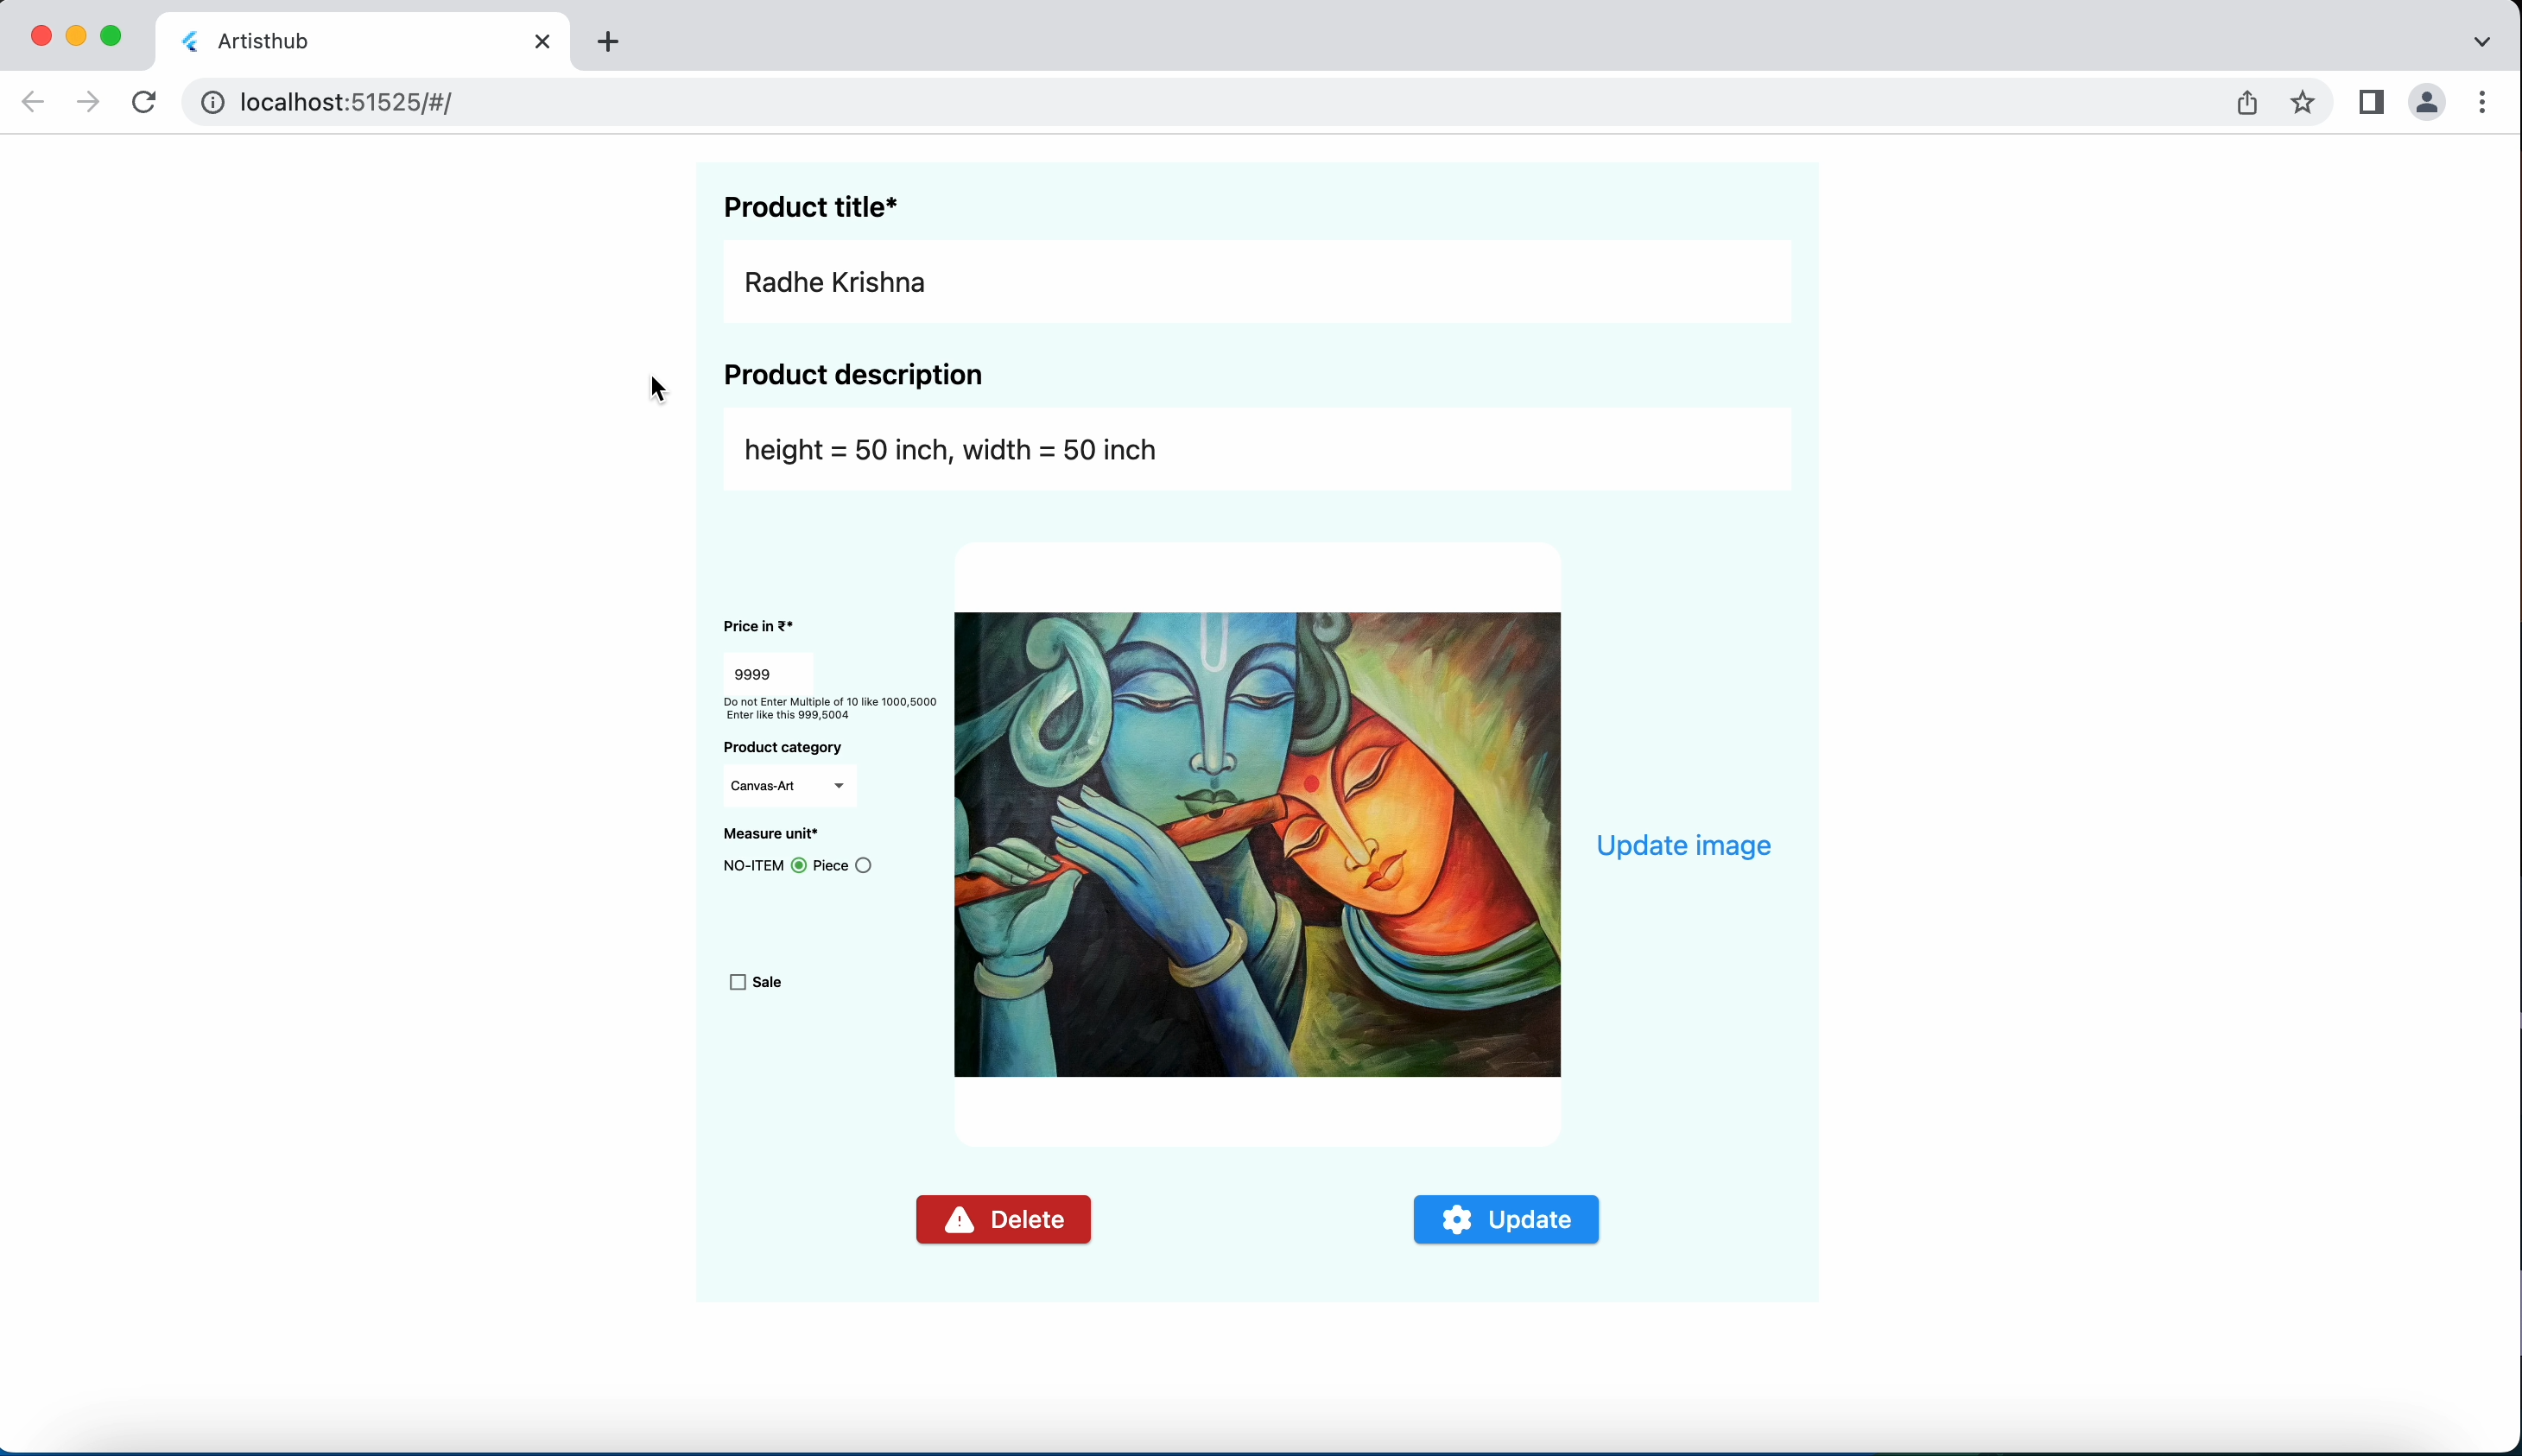 Artisthub
localhost:51525/#/
Product title*
Radhe Krishna
Product description
height = 50 inch, width = 50 inch
Price in ₹*
9999
Do not Enter Multiple of 10 like 1000,5000
Enter like this 999,5004
Product category
Canvas-Art
Measure unit*
NO-ITEM Piece
Sale
Update image
Delete
Update